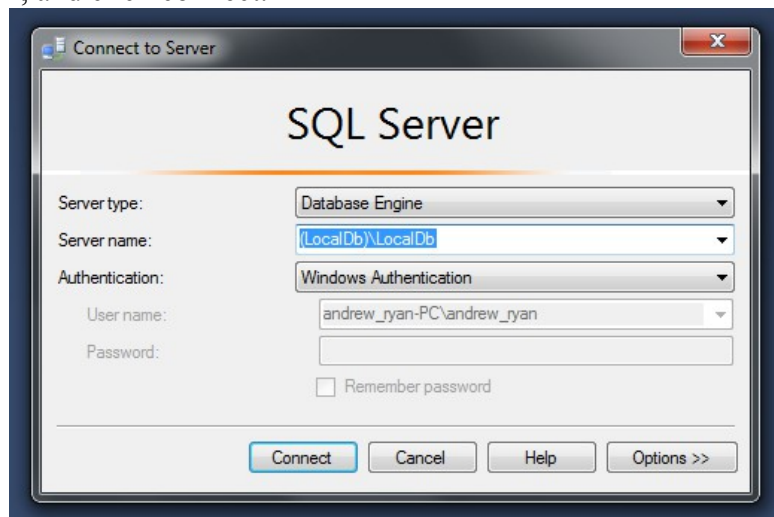 Connect to Server
SQL Server
Server type: Database Engine
Server name: (LocalDb)\LocalDb
Authentication: Windows Authentication
User name: andrew_ryan-PC\andrew_ryan
Password:
Remember password
Connect Cancel Help Options >>